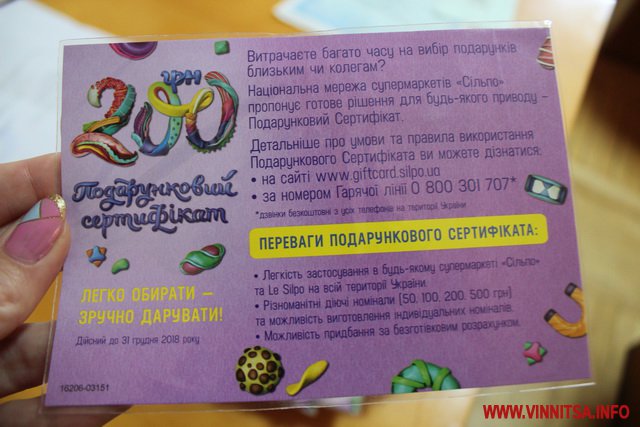 200 грн
Подарунковий
сертифікат
ЛЕГКО ОБИРАТИ –
ЗРУЧНО ДАРУВАТИ!
Дійсний до 31 грудня 2018 року
16206-03151
Витрачаєте багато часу на вибір подарунків
близьким чи колегам?
Національна мережа супермаркетів «Сільпо»
пропонує готове рішення для будь-якого приводу –
Подарунковий Сертифікат.
Детальніше про умови та правила використання
Подарункового Сертифіката ви можете дізнатися:
• на сайті www.giftcard.silpo.ua
• за номером Гарячої лінії 0 800 301 707*
*дзвінки безкоштовні з усіх телефонів на території України
ПЕРЕВАГИ ПОДАРУНКОВОГО СЕРТИФІКАТА:
• Легкість застосування в будь-якому супермаркеті «Сільпо»
та Le Silpo на всій території України.
• Різноманітні діючі номінали (50, 100, 200, 500 грн)
та можливість виготовлення індивідуальних номіналів.
• Можливість придбання за безготівковим розрахунком.
WWW.VINNITSA.INFO